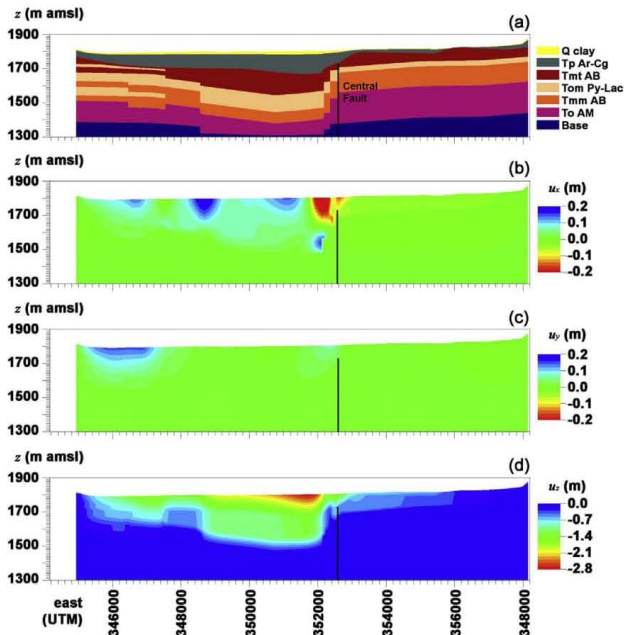 z (m amsl)
(a)
1900
1700
1500
1300
Central
Fault
Q clay
Tp Ar-Cg
Tmt AB
Tom Py-Lac
Tmm AB
To AM
Base
z (m amsl)
(b)
1900
1700
1500
1300
ux (m)
0.2
0.1
0.0
-0.1
-0.2
z (m amsl)
(c)
1900
1700
1500
1300
uy (m)
0.2
0.1
0.0
-0.1
-0.2
z (m amsl)
(d)
1900
1700
1500
1300
uz (m)
0.0
-0.7
-1.4
-2.1
-2.8
east
(UTM)
346000
348000
350000
352000
354000
356000
348000